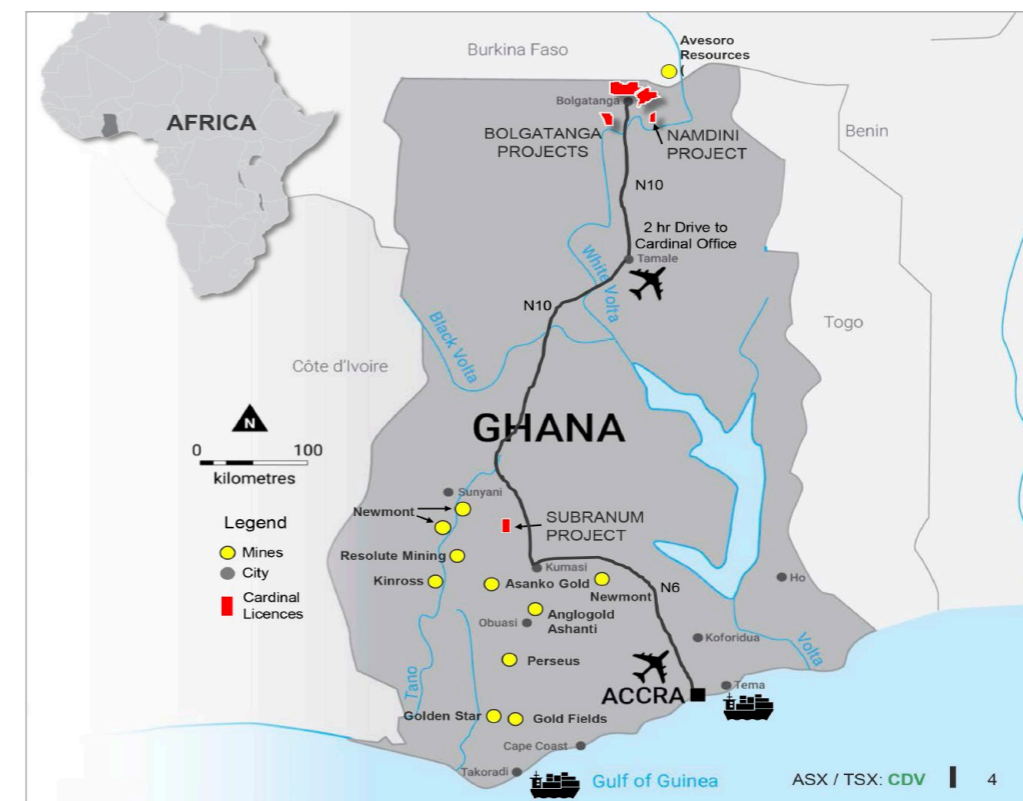 Burkina Faso
Avesoro
Resources
(
AFRICA
Bolgatanga
BOLGATANGA
PROJECTS
NAMDINI
PROJECT
Benin
N10
2 hr Drive to
Cardinal Office
Tamale
White Volta
N10
Black Volta
Togo
Côte d'Ivoire
N
GHANA
0 100
kilometres
Sunyani
Newmont
SUBRANUM
PROJECT
Legend
Mines
City
Cardinal
Licences
Resolute Mining
Kumasi
Kinross
Asanko Gold
Newmont
N6
Ho
Anglogold
Ashanti
Obuasi
Koforidua
Volta
Perseus
Tano
ACCRA
Tema
Golden Star
Gold Fields
Cape Coast
Takoradi
Gulf of Guinea
ASX / TSX: CDV | 4